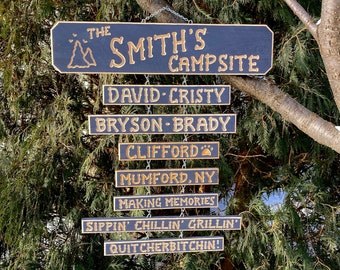 THE
SMITH'S
CAMPSITE
DAVID-CRISTY
BRYSON-BRADY
CLIFFORD
MUMFORD, NY
MAKING MEMORIES
SIPPIN' CHILLIN' GRILLIN'
QUITCHERBITCHIN!